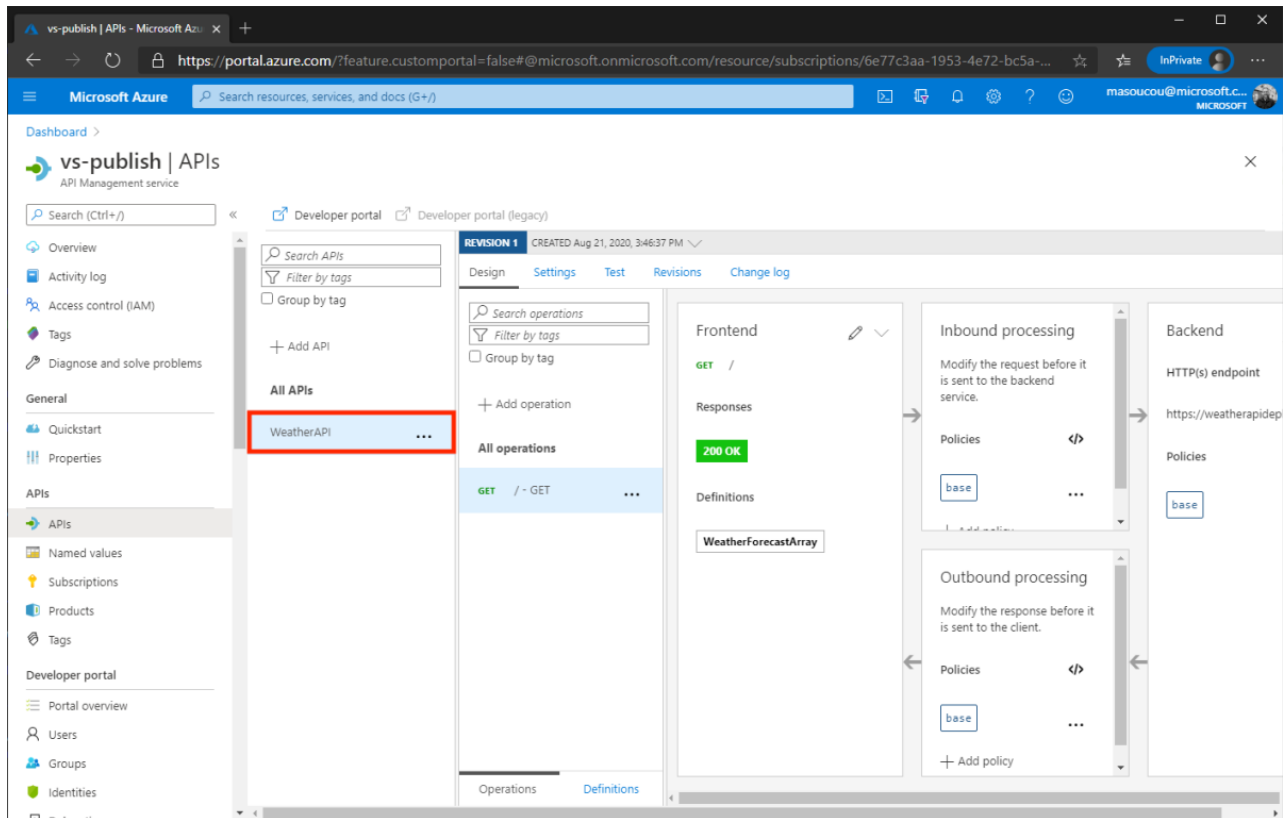 vs-publish | APIs - Microsoft Azu
https://portal.azure.com/?feature.customportal=false#@microsoft.onmicrosoft.com/resource/subscriptions/6e77c3aa-1953-4e72-bc5a-...
InPrivate
Microsoft Azure
Search resources, services, and docs (G+/)
masoucou@microsoft.c...
MICROSOFT
Dashboard >
vs-publish | APIs
API Management service
Search (Ctrl+/)
Overview
Activity log
Access control (IAM)
Tags
Diagnose and solve problems
General
Quickstart
Properties
APIs
APIs
Named values
Subscriptions
Products
Tags
Developer portal
Portal overview
Users
Groups
Identities
Developer portal
Developer portal (legacy)
Search APIs
Filter by tags
Group by tag
+ Add API
All APIs
WeatherAPI ...
REVISION 1 CREATED Aug 21, 2020, 3:46:37 PM
Design Settings Test Revisions Change log
Search operations
Filter by tags
Group by tag
+ Add operation
All operations
GET / - GET ...
Operations Definitions
Frontend
GET /
Responses
200 OK
Definitions
WeatherForecastArray
Inbound processing
Modify the request before it
is sent to the backend
service.
Policies </>
base ...
Outbound processing
Modify the response before it
is sent to the client.
Policies </>
base ...
+ Add policy
Backend
HTTP(s) endpoint
https://weatherapidep
Policies
base